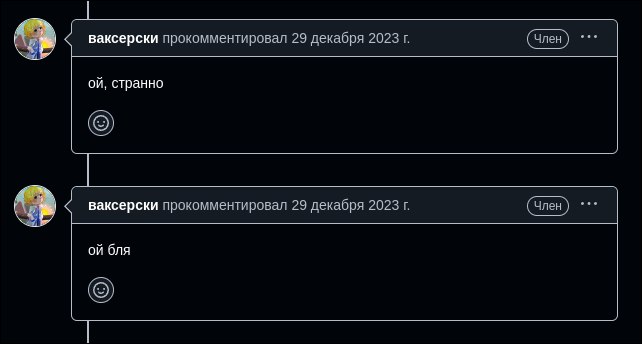 ваксерски прокомментировал 29 декабря 2023 г.
Член
ой, странно
ваксерски прокомментировал 29 декабря 2023 г.
Член
ой бля